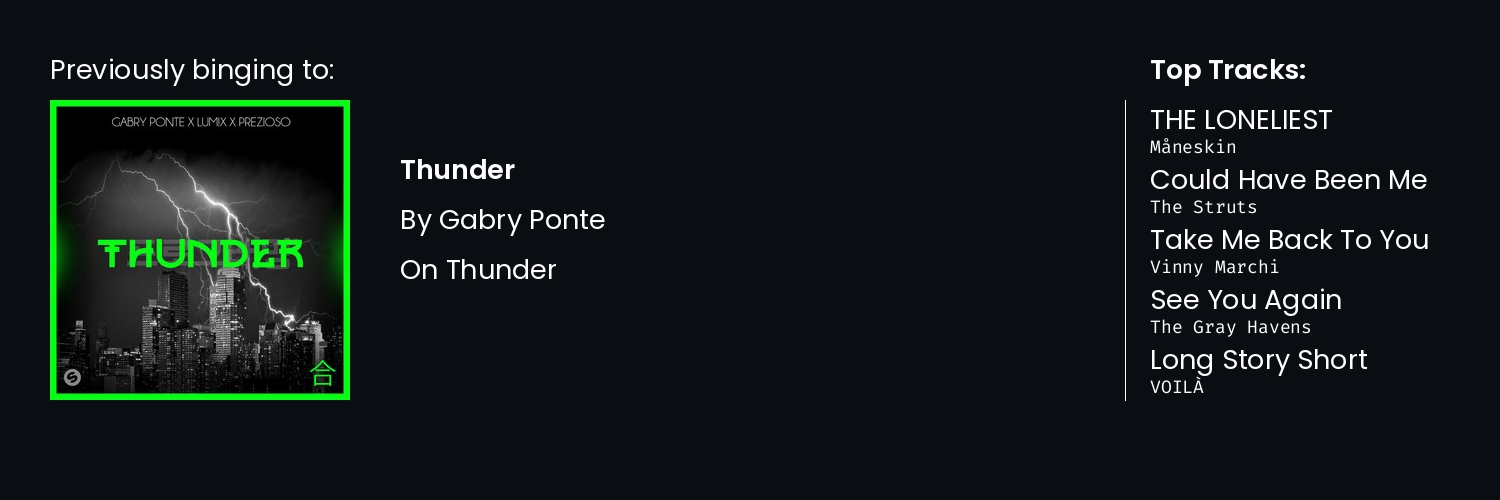 Previously binging to:
GABRY PONTE X LUMIX X PREZIOSO
THUNDER
合
Thunder
By Gabry Ponte
On Thunder
Top Tracks:
THE LONELIEST
Måneskin
Could Have Been Me
The Struts
Take Me Back To You
Vinny Marchi
See You Again
The Gray Havens
Long Story Short
VOILÀ